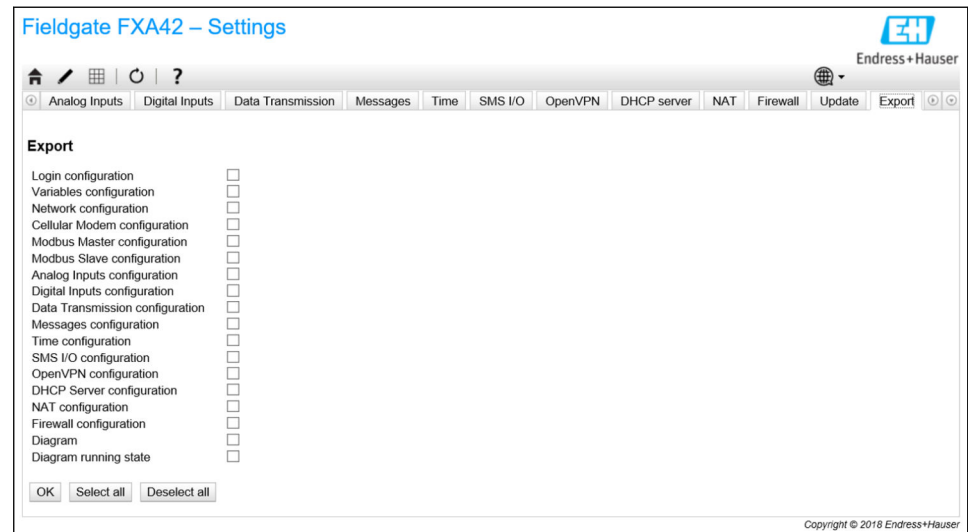 Fieldgate FXA42 – Settings
EH
Endress+Hauser
?
Analog Inputs Digital Inputs Data Transmission Messages Time SMS I/O OpenVPN DHCP server NAT Firewall Update Export
Export
Login configuration
Variables configuration
Network configuration
Cellular Modem configuration
Modbus Master configuration
Modbus Slave configuration
Analog Inputs configuration
Digital Inputs configuration
Data Transmission configuration
Messages configuration
Time configuration
SMS I/O configuration
OpenVPN configuration
DHCP Server configuration
NAT configuration
Firewall configuration
Diagram
Diagram running state
OK Select all Deselect all
Copyright © 2018 Endress+Hauser